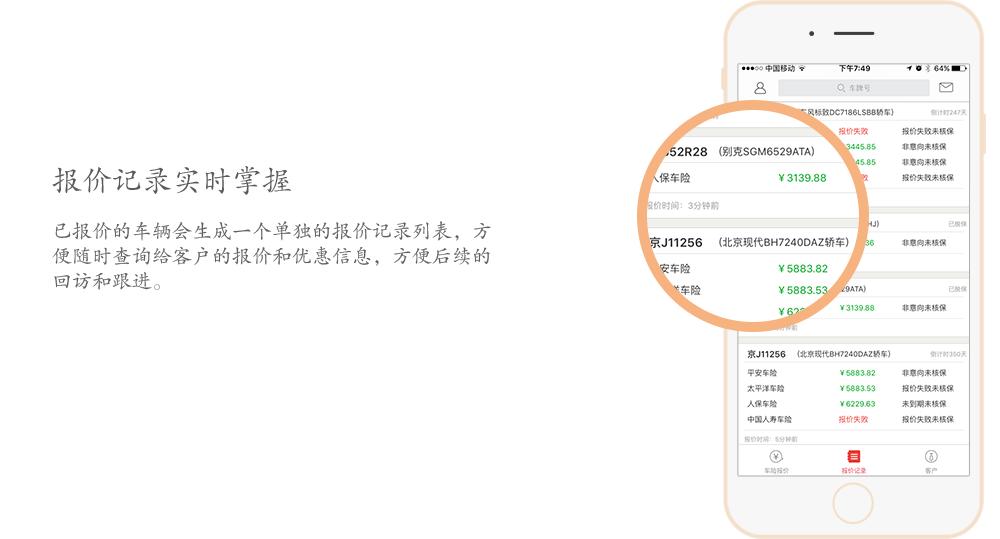 报价记录实时掌握
已报价的车辆会生成一个单独的报价记录列表，方
便随时查询给客户的报价和优惠信息，方便后续的
回访和跟进。
中国移动 下午7:49 64%
车牌号
风标致DC7186LSBB轿车) 倒计时247天
报价失败 报价失败未核保
3445.85 非意向未核保
45.85 非意向未核保
报价失败未核保
52R28 (别克SGM6529ATA)
保车险 ¥3139.88
报价时间：3分钟前
HJ) 已脱保
36 非意向未核保
京J11256 (北京现代BH7240DAZ轿车)
安车险 ¥5883.82
洋车险 ¥5883.53
29ATA) 已脱保
¥3139.88 非意向未核保
分钟前
京J11256 (北京现代BH7240DAZ轿车) 倒计时350天
平安车险 ¥5883.82 非意向未核保
太平洋车险 ¥5883.53 报价失败未核保
人保车险 ¥6229.63 未到期未核保
中国人寿车险 报价失败 报价失败未核保
报价时间：5分钟前
车险报价 报价记录 客户